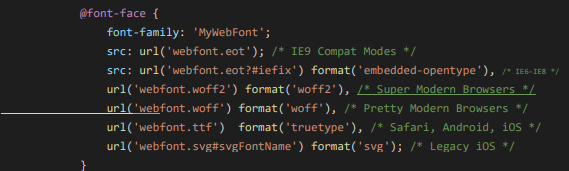 @font-face {
font-family: 'MyWebFont';
src: url('webfont.eot'); /* IE9 Compat Modes */
src: url('webfont.eot?#iefix') format('embedded-opentype'), /* IE6-IE8 */
url('webfont.woff2') format('woff2'), /* Super Modern Browsers */
url('webfont.woff') format('woff'), /* Pretty Modern Browsers */
url('webfont.ttf')  format('truetype'), /* Safari, Android, iOS */
url('webfont.svg#svgFontName') format('svg'); /* Legacy iOS */
}